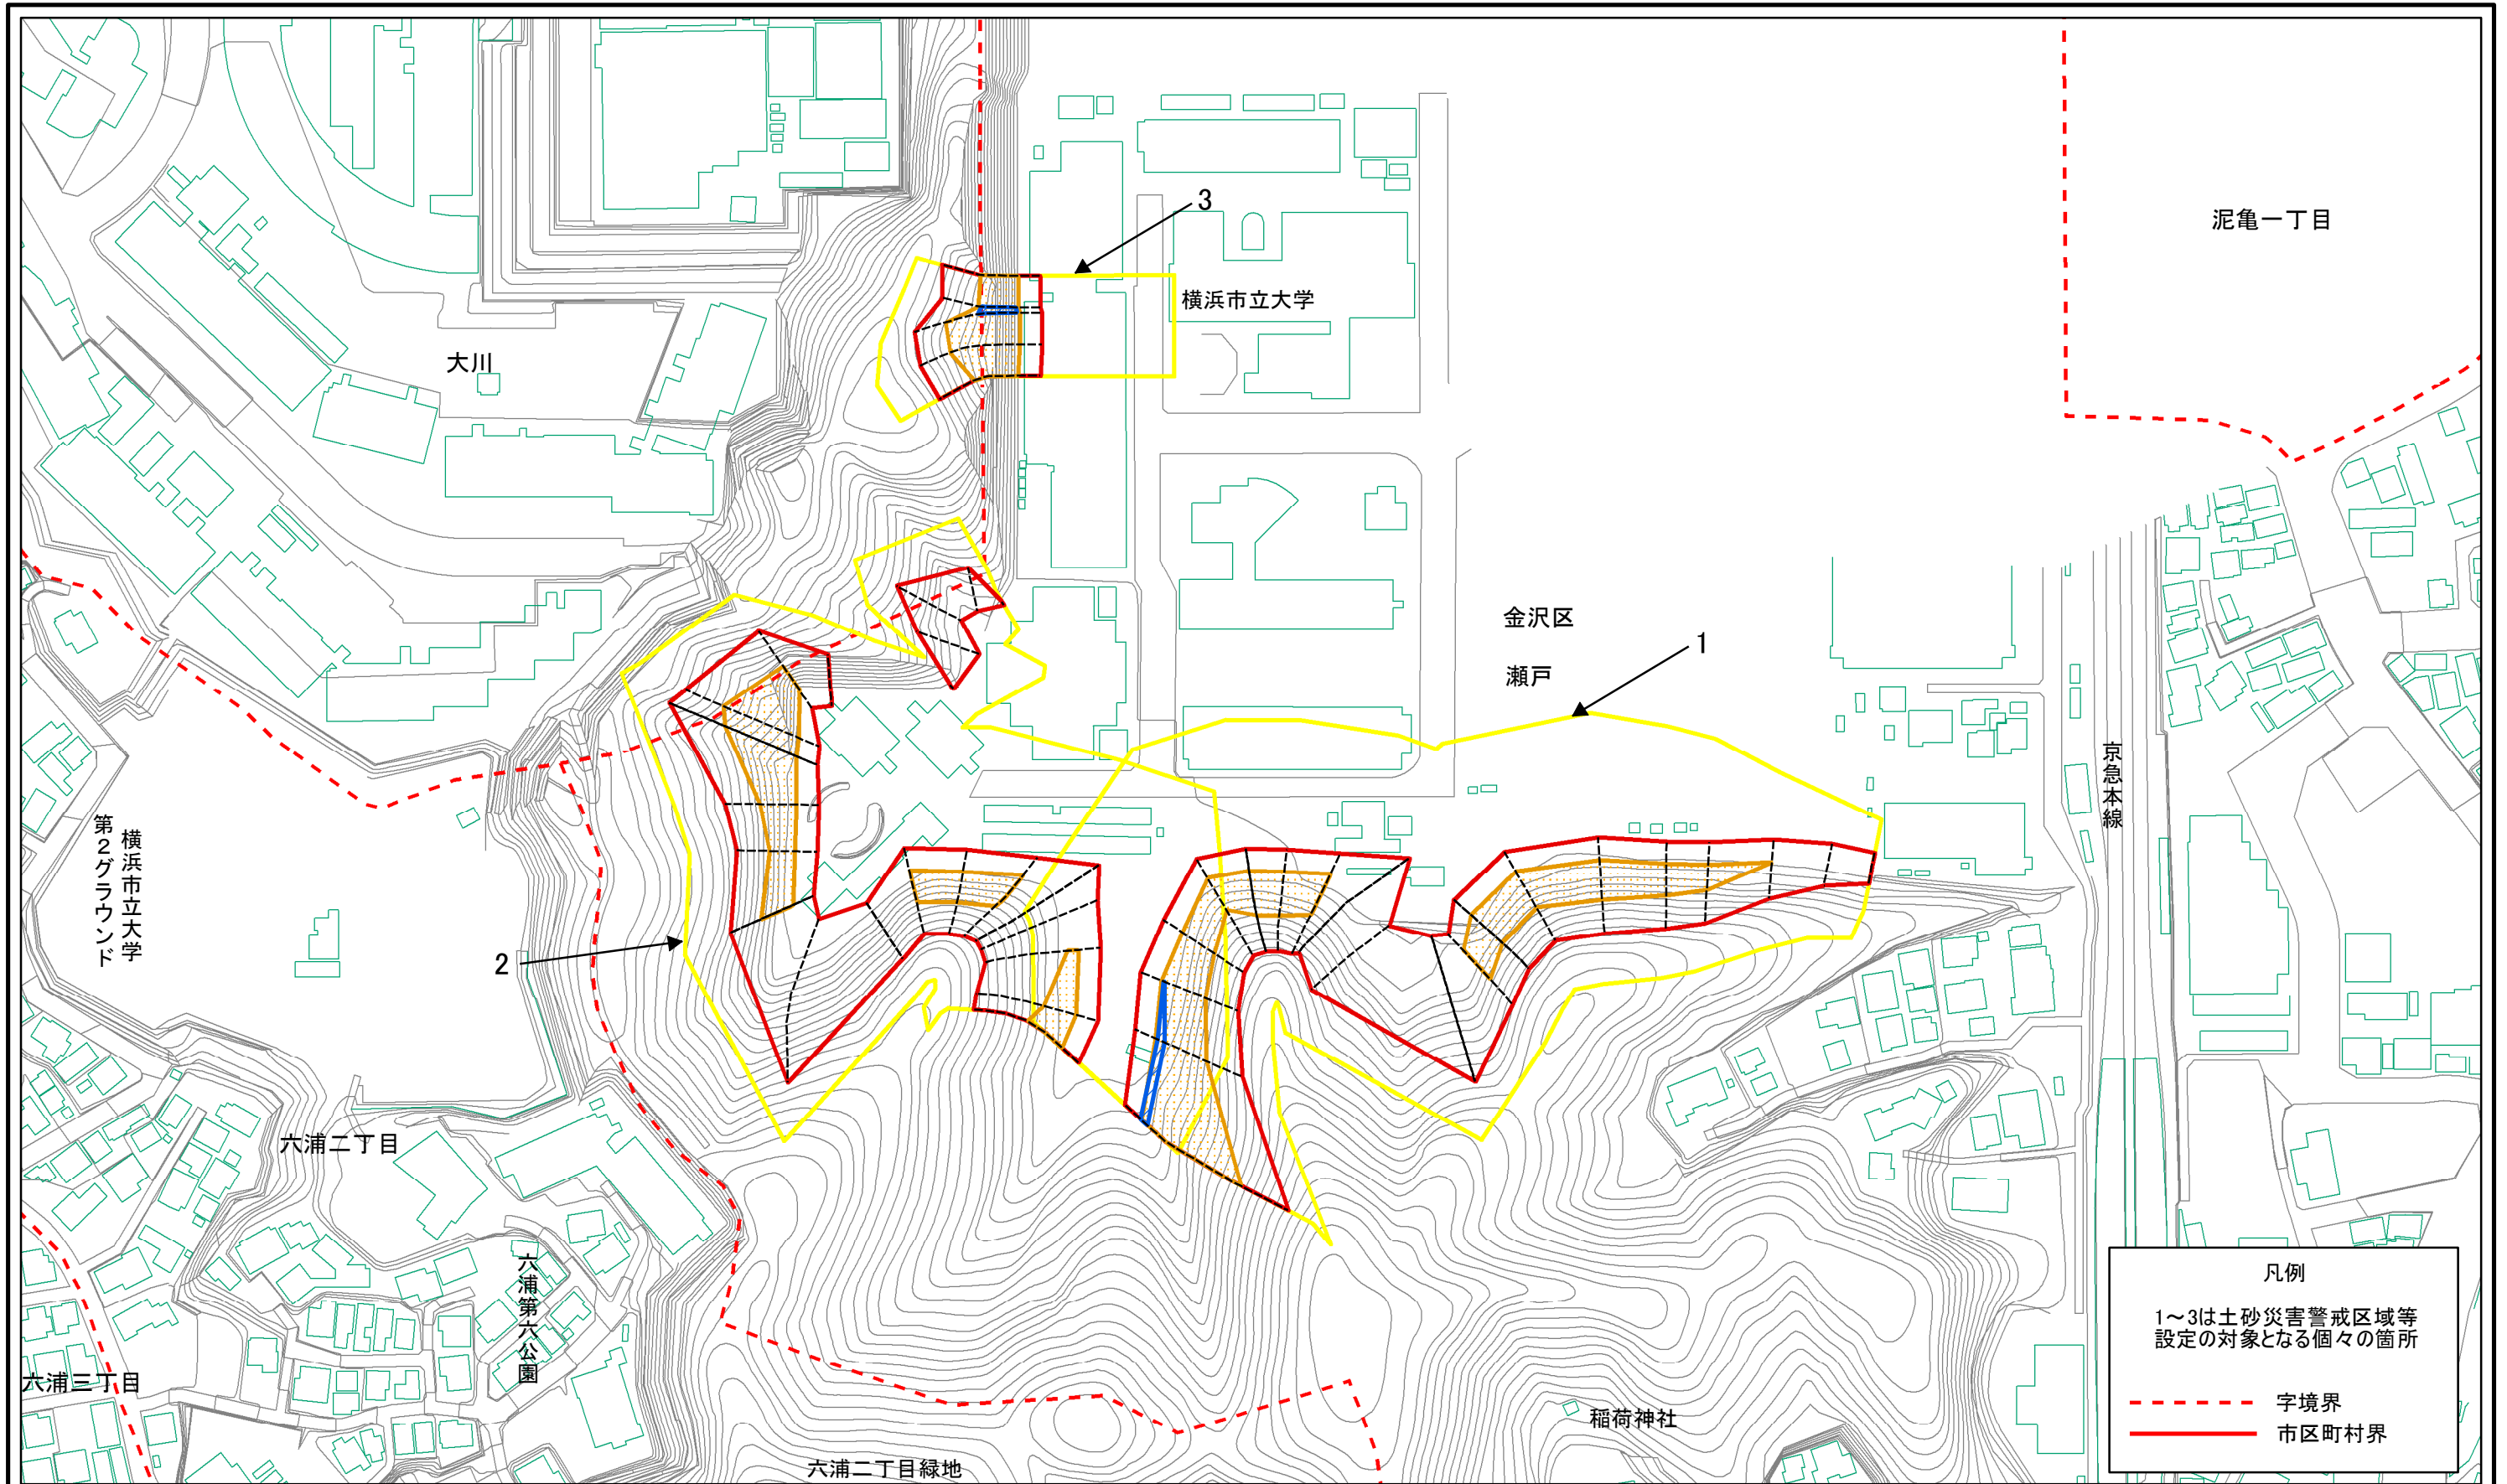 3
泥亀一丁目
横浜市立大学
大川
金沢区
1
瀬戸
京急本線
横浜市立大学
第2グラウンド
2
六浦二丁目
六浦第六公園
六浦三丁目
稲荷神社
六浦二丁目緑地
凡例
1～3は土砂災害警戒区域等
設定の対象となる個々の箇所
字境界
市区町村界